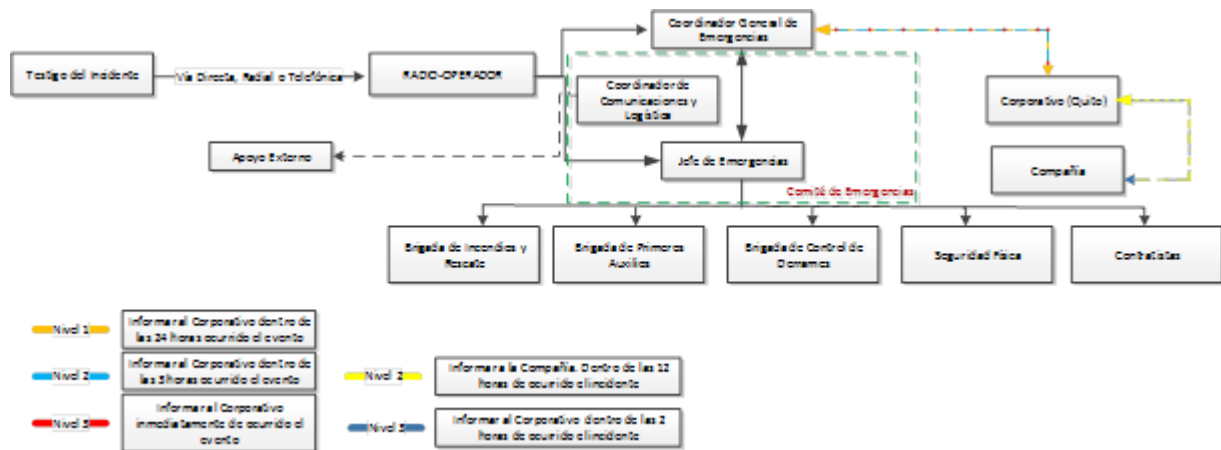 Coordinador General de
Emergencias
Testigo del Incidente
Vía Directa, Radial o Telefónica
RADIO-OPERADOR
Coordinador de
Comunicaciones y
Logística
Corporativo (Quito)
Apoyo Externo
Jefe de Emergencias
Compañía
Comité de Emergencias
Brigada de Incendios y
Rescate
Brigada de Primeros
Auxilios
Brigada de Control de
Derrames
Seguridad Física
Contratistas
Nivel 1
Informar al Corporativo dentro de
las 24 horas ocurrido el evento
Nivel 2
Informar al Corporativo dentro de
las 3 horas ocurrido el evento
Nivel 3
Informar al Corporativo
inmediatamente de ocurrido el
evento
Nivel 2
Informar a la Compañía. Dentro de las 12
horas de ocurrido el incidente
Nivel 3
Informar al Corporativo dentro de las 2
horas de ocurrido el incidente